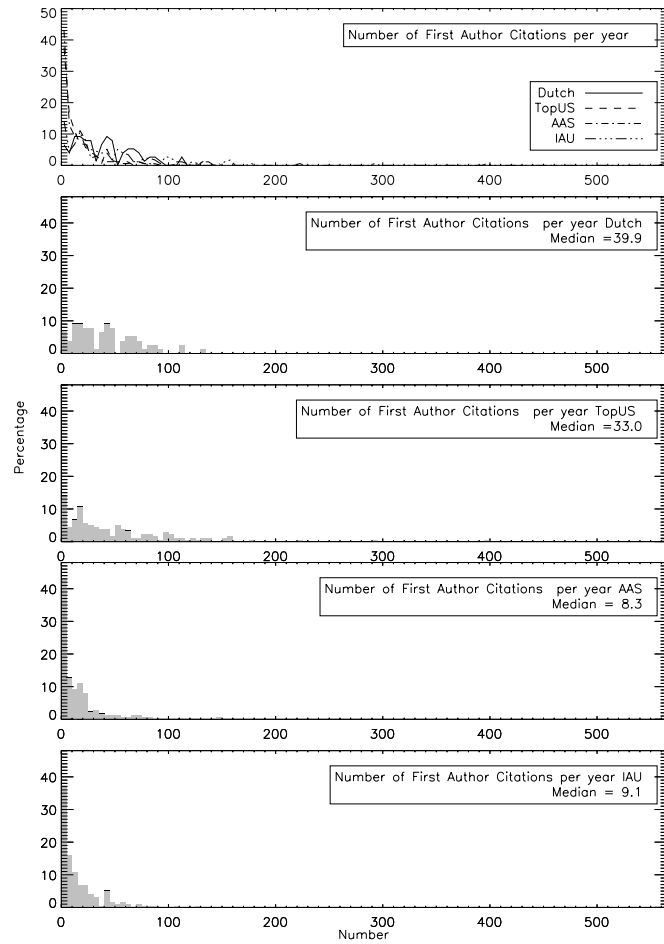 50
40
30
20
10
0
Number of First Author Citations per year
Dutch
TopUS
AAS
IAU
0 100 200 300 400 500
40
30
20
10
0
Number of First Author Citations per year Dutch
Median =39.9
0 100 200 300 400 500
Percentage
40
30
20
10
0
Number of First Author Citations per year TopUS
Median =33.0
0 100 200 300 400 500
40
30
20
10
0
Number of First Author Citations per year AAS
Median = 8.3
0 100 200 300 400 500
40
30
20
10
0
Number of First Author Citations per year IAU
Median = 9.1
0 100 200 300 400 500
Number